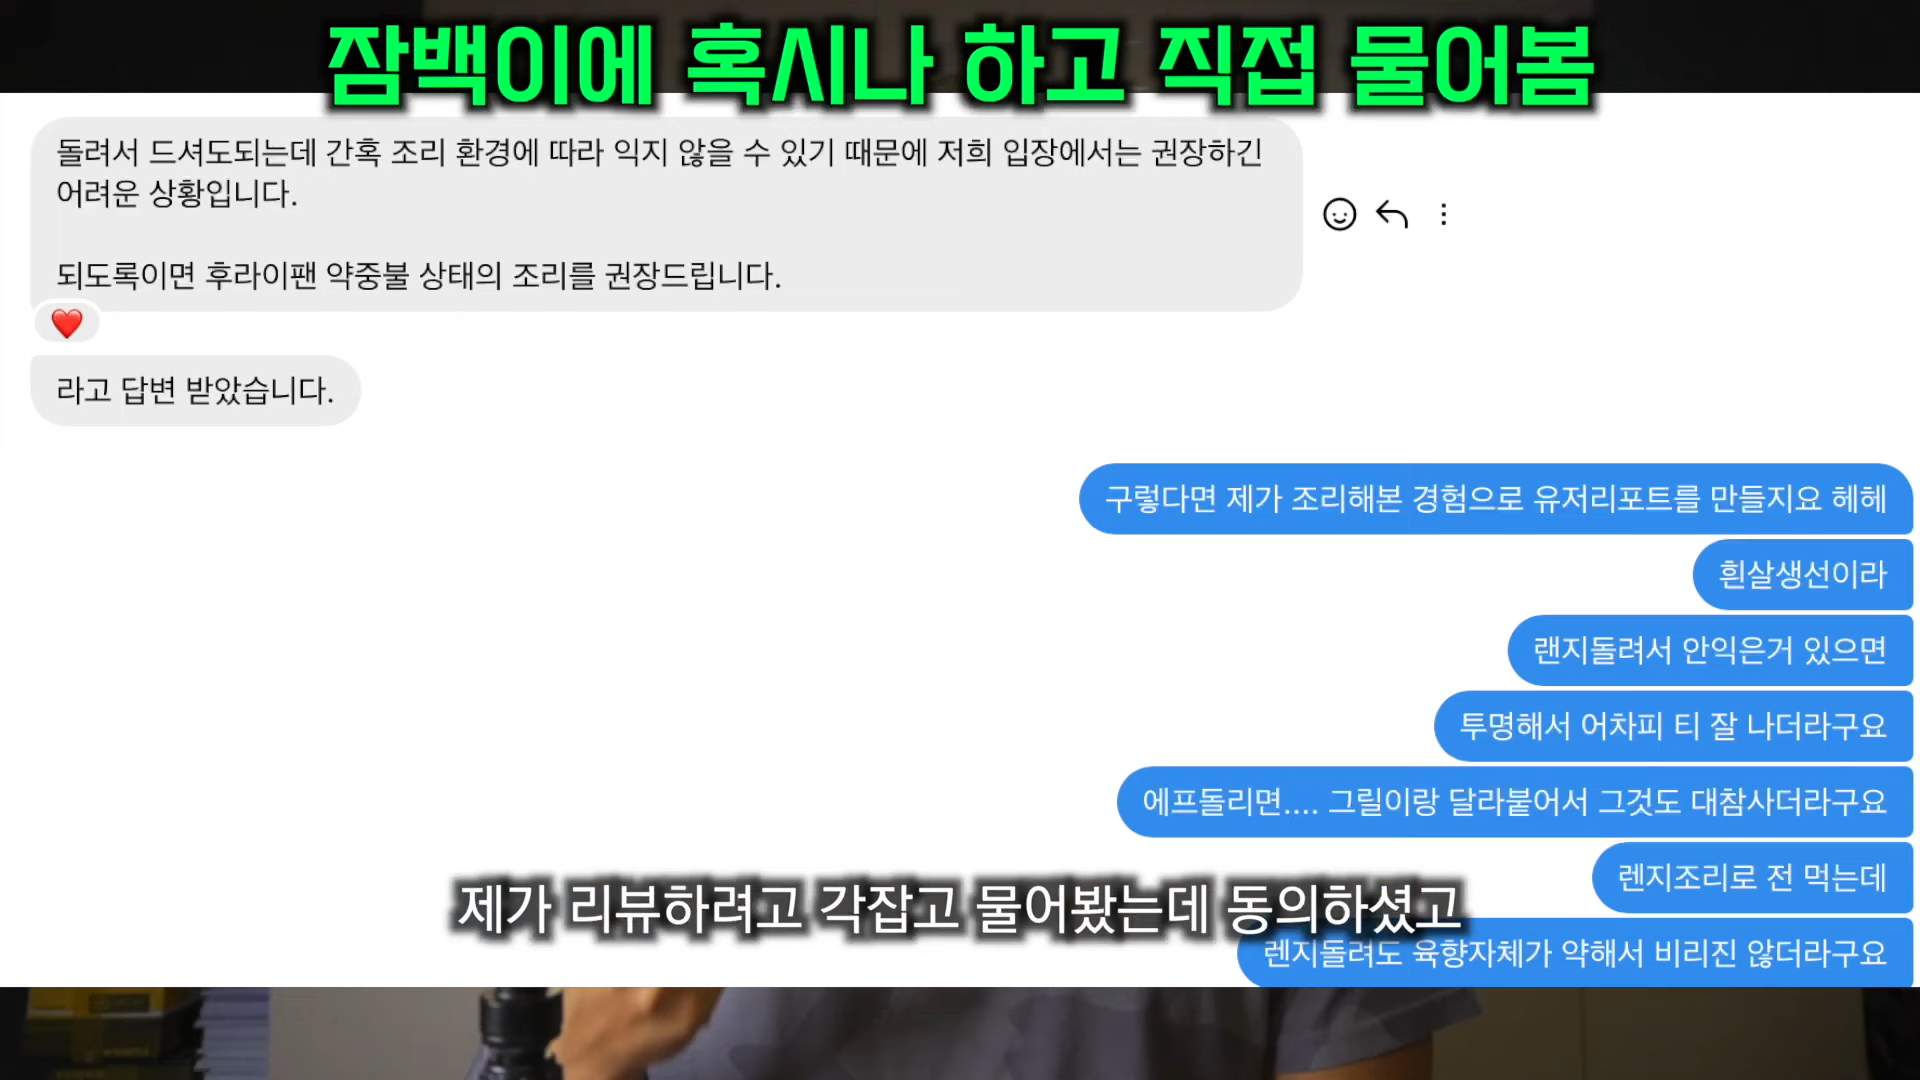 잠백이에 혹시나 하고 직접 물어봄
돌려서 드셔도되는데 간혹 조리 환경에 따라 익지 않을 수 있기 때문에 저희 입장에서는 권장하긴
어려운 상황입니다.
되도록이면 후라이팬 약중불 상태의 조리를 권장드립니다.
라고 답변 받았습니다.
구렇다면 제가 조리해본 경험으로 유저리포트를 만들지요 헤헤
흰살생선이라
랜지돌려서 안익은거 있으면
투명해서 어차피 티 잘 나더라구요
에프돌리면.... 그릴이랑 달라붙어서 그것도 대참사더라구요
렌지조리로 전 먹는데
제가 리뷰하려고 각잡고 물어봤는데 동의하셨고
렌지돌려도 육향자체가 약해서 비리진 않더라구요